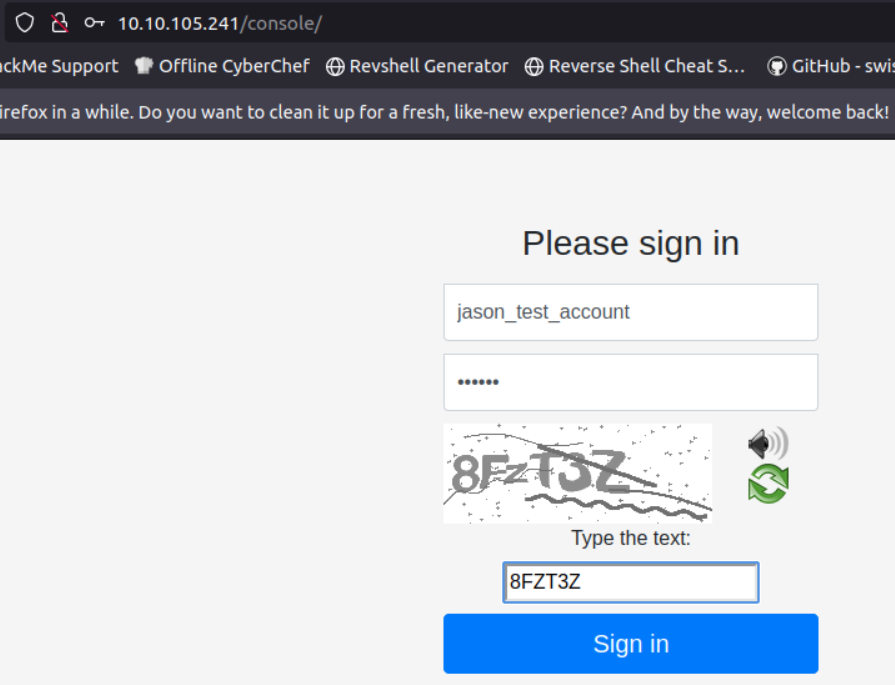 10.10.105.241/console/
ackMe Support Offline CyberChef Revshell Generator Reverse Shell Cheat S... GitHub - swis
irefox in a while. Do you want to clean it up for a fresh, like-new experience? And by the way, welcome back!
Please sign in
jason_test_account
••••••
8FzT3Z
Type the text:
8FZT3Z
Sign in